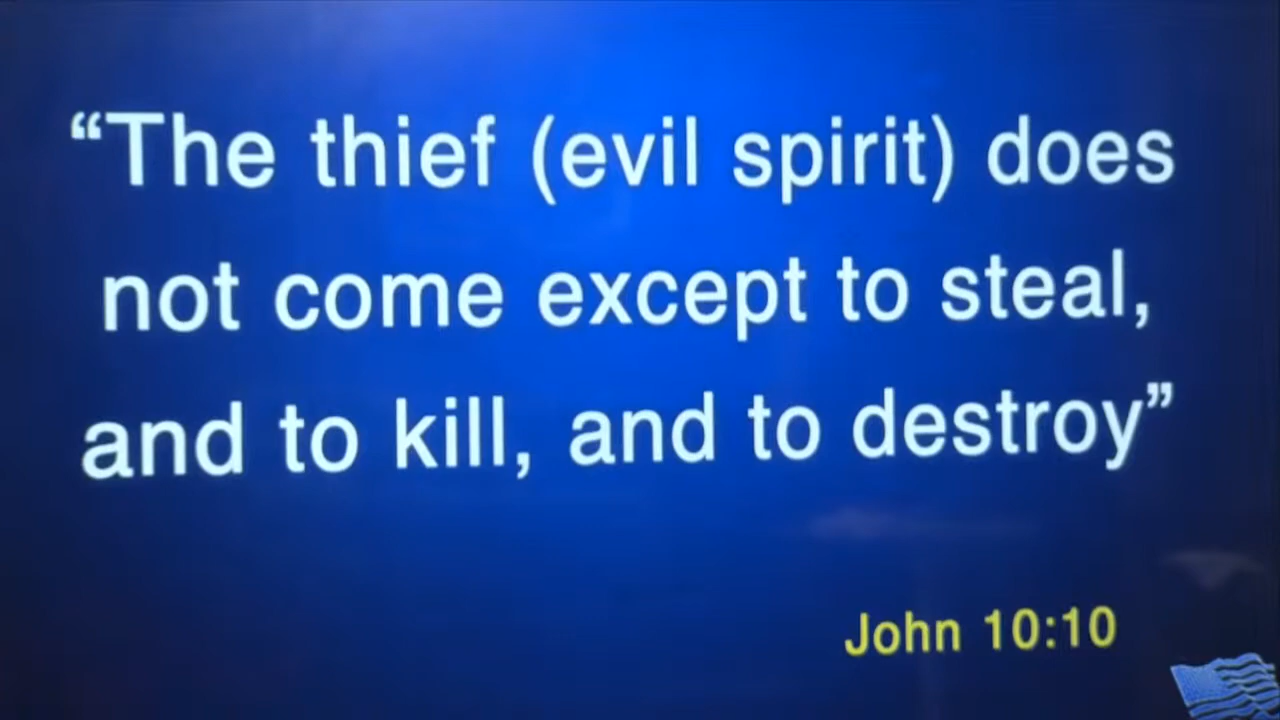 “The thief (evil spirit) does
not come except to steal,
and to kill, and to destroy”
John 10:10